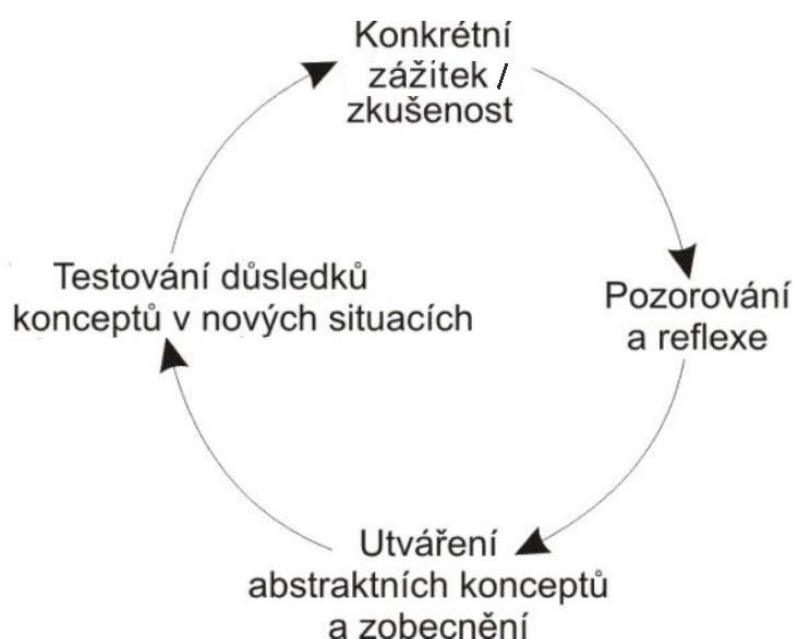 Konkrétní
zážitek /
zkušenost
Pozorování
a reflexe
Utváření
abstraktních konceptů
a zobecnění
Testování důsledků
konceptů v nových situacích